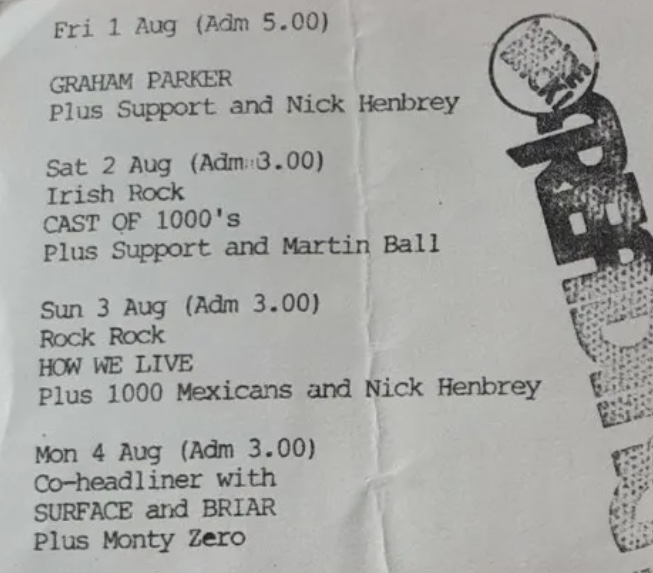 Fri 1 Aug (Adm 5.00)
GRAHAM PARKER
Plus Support and Nick Henbrey
Sat 2 Aug (Adm 3.00)
Irish Rock
CAST OF 1000's
Plus Support and Martin Ball
Sun 3 Aug (Adm 3.00)
Rock Rock
HOW WE LIVE
Plus 1000 Mexicans and Nick Henbrey
Mon 4 Aug (Adm 3.00)
Co-headliner with
SURFACE and BRIAR
Plus Monty Zero